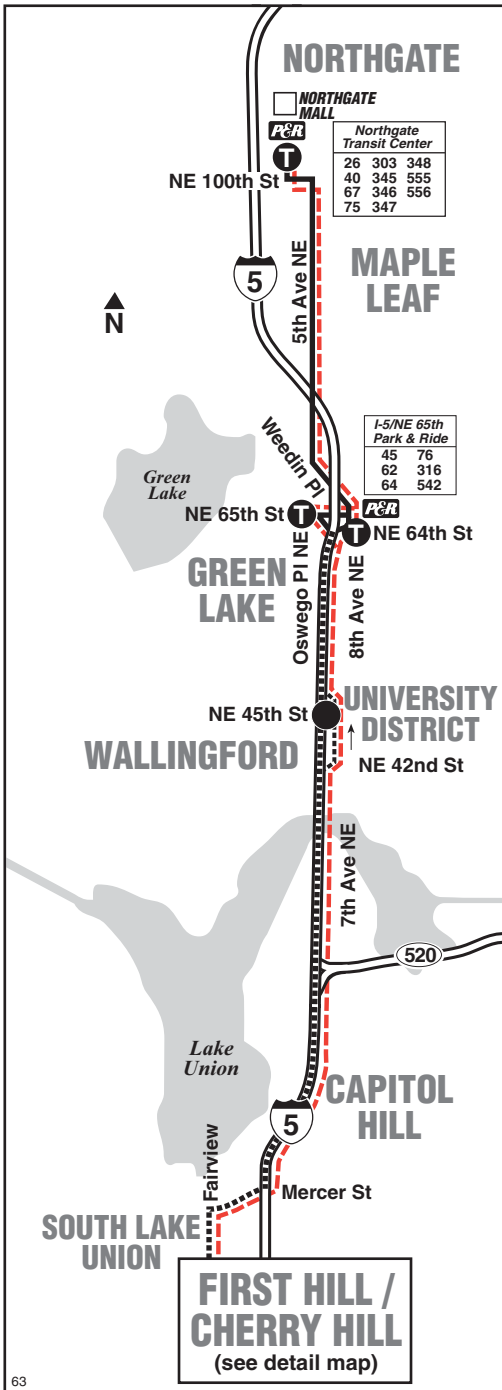 NORTHGATE
NORTHGATE
MALL
P&R
T
Northgate
Transit Center
26 303 348
40 345 555
67 346 556
75 347
NE 100th St
MAPLE
LEAF
5
5th Ave NE
N
Weedin Pl
I-5/NE 65th
Park & Ride
45 76
62 316
64 542
Green
Lake
P&R
NE 65th St
T
T
NE 64th St
GREEN
LAKE
Oswego Pl NE
8th Ave NE
NE 45th St
UNIVERSITY
DISTRICT
WALLINGFORD
NE 42nd St
7th Ave NE
520
Lake
Union
CAPITOL
HILL
5
Fairview
Mercer St
SOUTH LAKE
UNION
FIRST HILL /
CHERRY HILL
(see detail map)
63